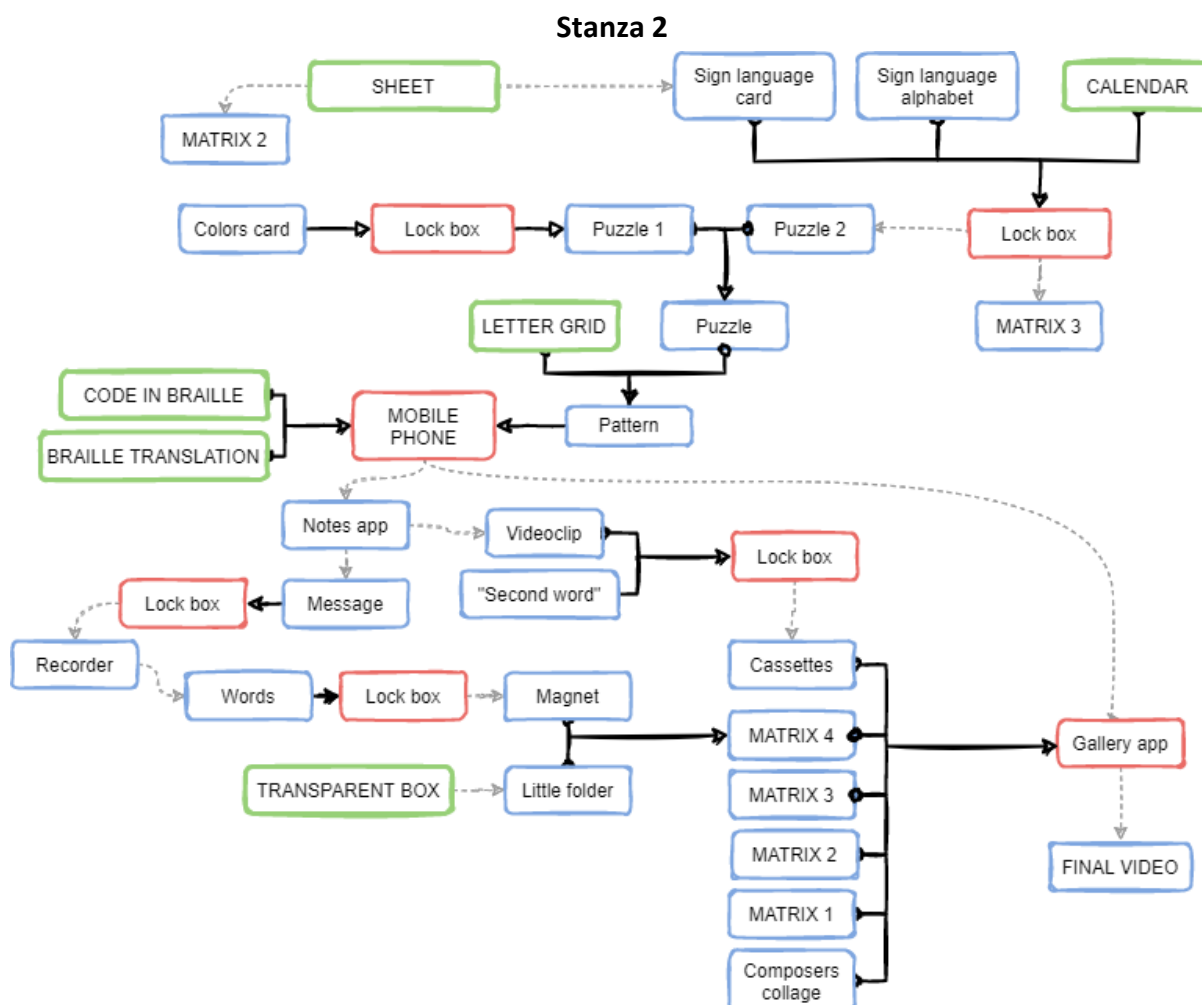 Stanza 2
SHEET
Sign language
card
Sign language
alphabet
CALENDAR
MATRIX 2
Colors card
Lock box
Puzzle 1
Puzzle 2
Lock box
LETTER GRID
Puzzle
MATRIX 3
CODE IN BRAILLE
BRAILLE TRANSLATION
MOBILE
PHONE
Pattern
Notes app
Videoclip
Lock box
"Second word"
Lock box
Message
Recorder
Words
Lock box
Magnet
Cassettes
MATRIX 4
Gallery app
TRANSPARENT BOX
Little folder
MATRIX 3
MATRIX 2
FINAL VIDEO
MATRIX 1
Composers
collage